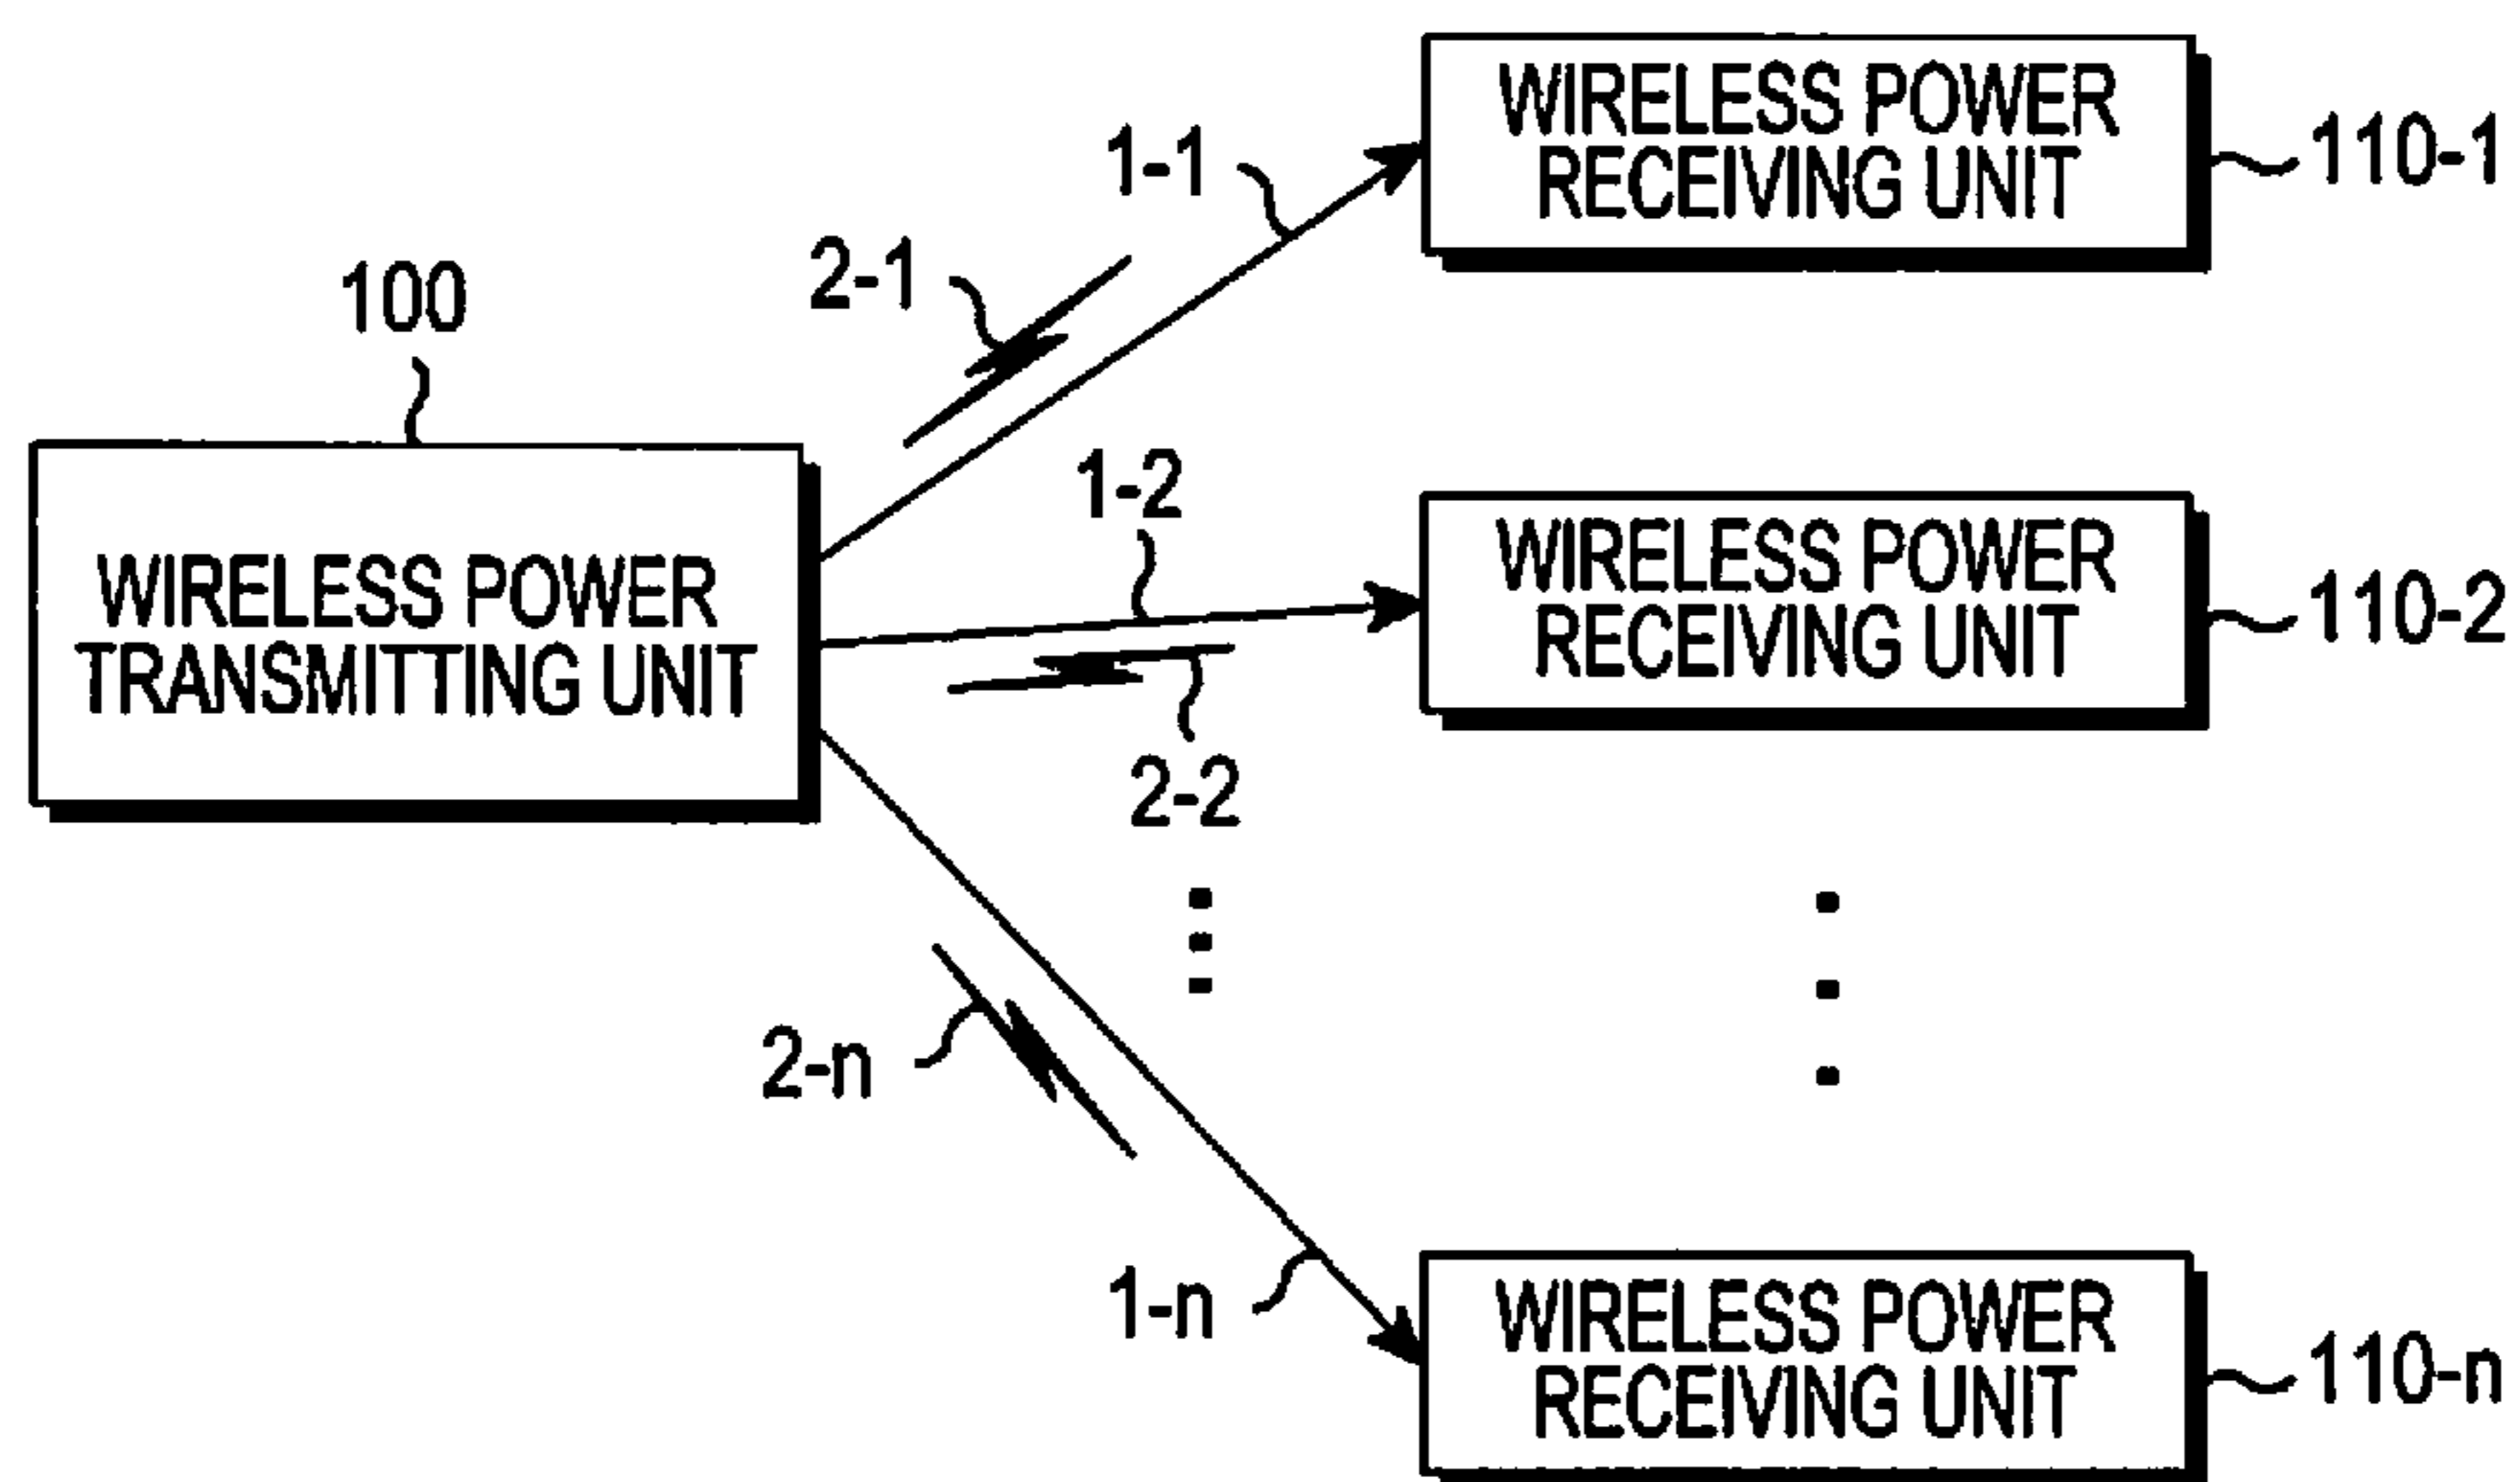 100
WIRELESS POWER
TRANSMITTING UNIT
1-1
2-1
WIRELESS POWER
RECEIVING UNIT
110-1
1-2
2-2
WIRELESS POWER
RECEIVING UNIT
110-2
2-n
1-n
WIRELESS POWER
RECEIVING UNIT
110-n